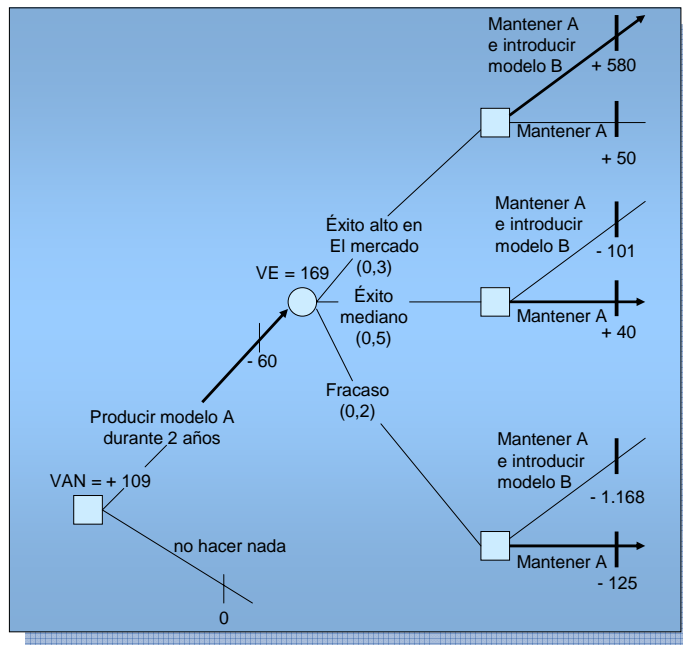 Mantener A
e introducir
modelo B
+ 580
Mantener A
+ 50
Mantener A
e introducir
modelo B
- 101
Éxito alto en
El mercado
(0,3)
VE = 169
Éxito
mediano
(0,5)
Mantener A
+ 40
- 60
Fracaso
(0,2)
Producir modelo A
durante 2 años
Mantener A
e introducir
modelo B
- 1.168
VAN = + 109
no hacer nada
Mantener A
- 125
0